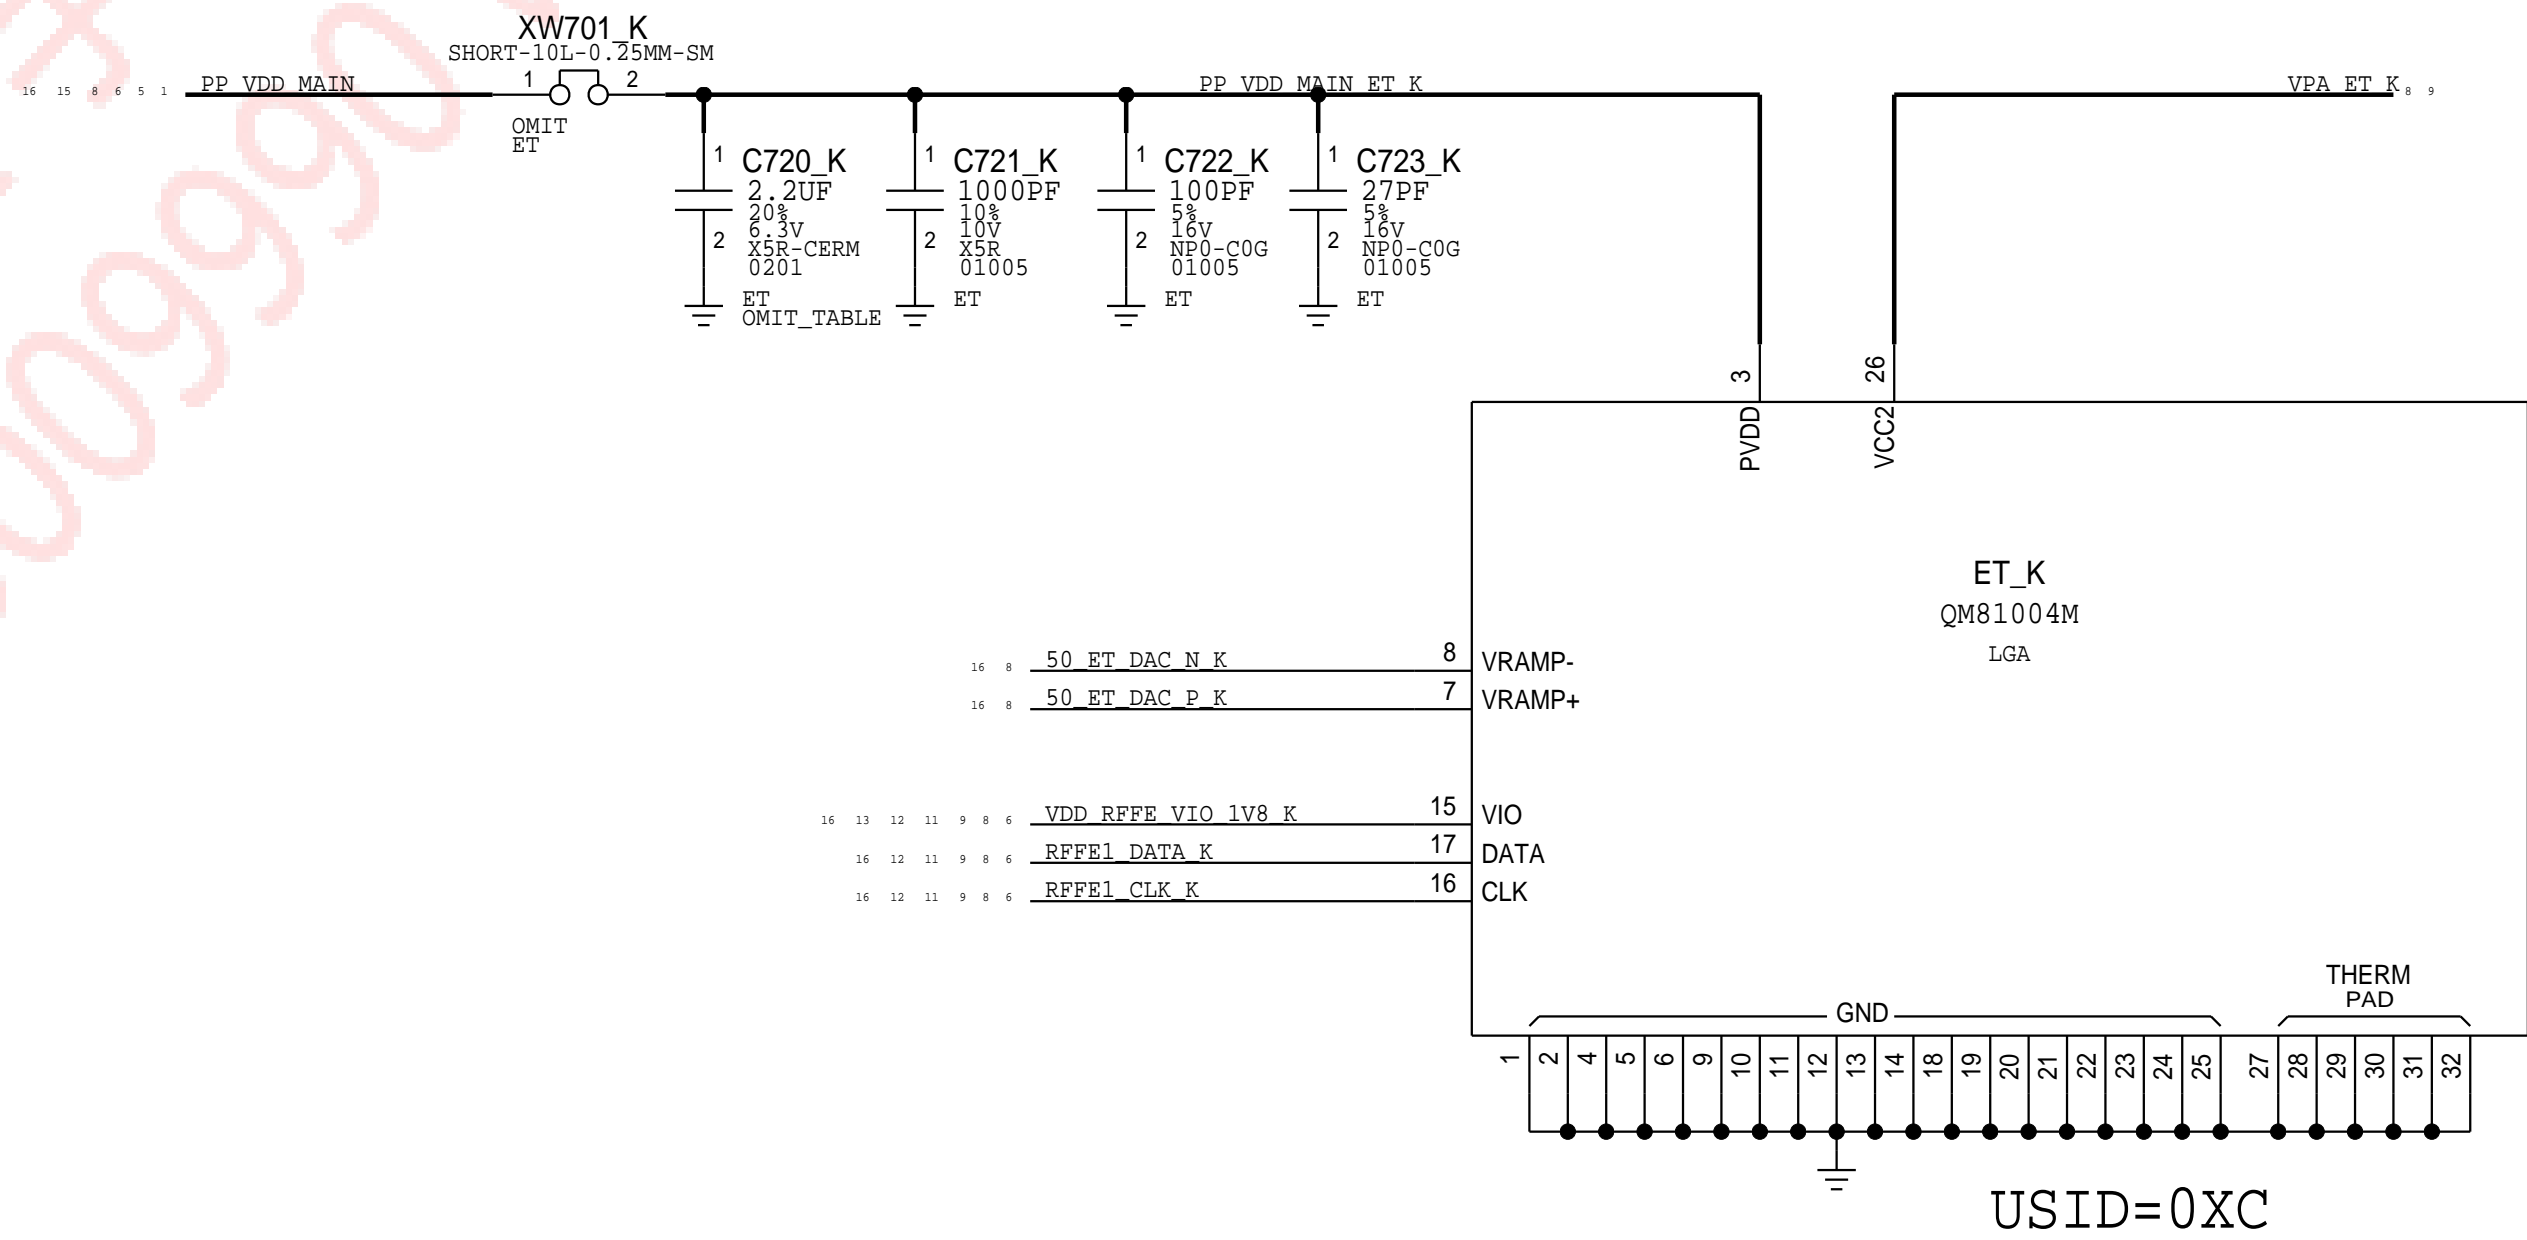 XW701_K
SHORT-10L-0.25MM-SM
16 15 8 6 5 1 PP_VDD_MAIN 1 2 PP_VDD_MAIN_ET_K VPA_ET_K 8 9
OMIT
ET
1 C720_K
2.2UF
20%
6.3V
2 X5R-CERM
0201
ET
OMIT_TABLE
1 C721_K
1000PF
10%
10V
2 X5R
01005
ET
1 C722_K
100PF
5%
16V
2 NP0-C0G
01005
ET
1 C723_K
27PF
5%
16V
2 NP0-C0G
01005
ET
3 26
PVDD VCC2
ET_K
QM81004M
LGA
16 8 50_ET_DAC_N_K 8 VRAMP-
16 8 50_ET_DAC_P_K 7 VRAMP+
16 13 12 11 9 8 6 VDD_RFFE_VIO_1V8_K 15 VIO
16 12 11 9 8 6 RFFE1_DATA_K 17 DATA
16 12 11 9 8 6 RFFE1_CLK_K 16 CLK
THERM
PAD
GND
1 2 4 5 6 9 10 11 12 13 14 18 19 20 21 22 23 24 25 27 28 29 30 31 32
USID=0XC